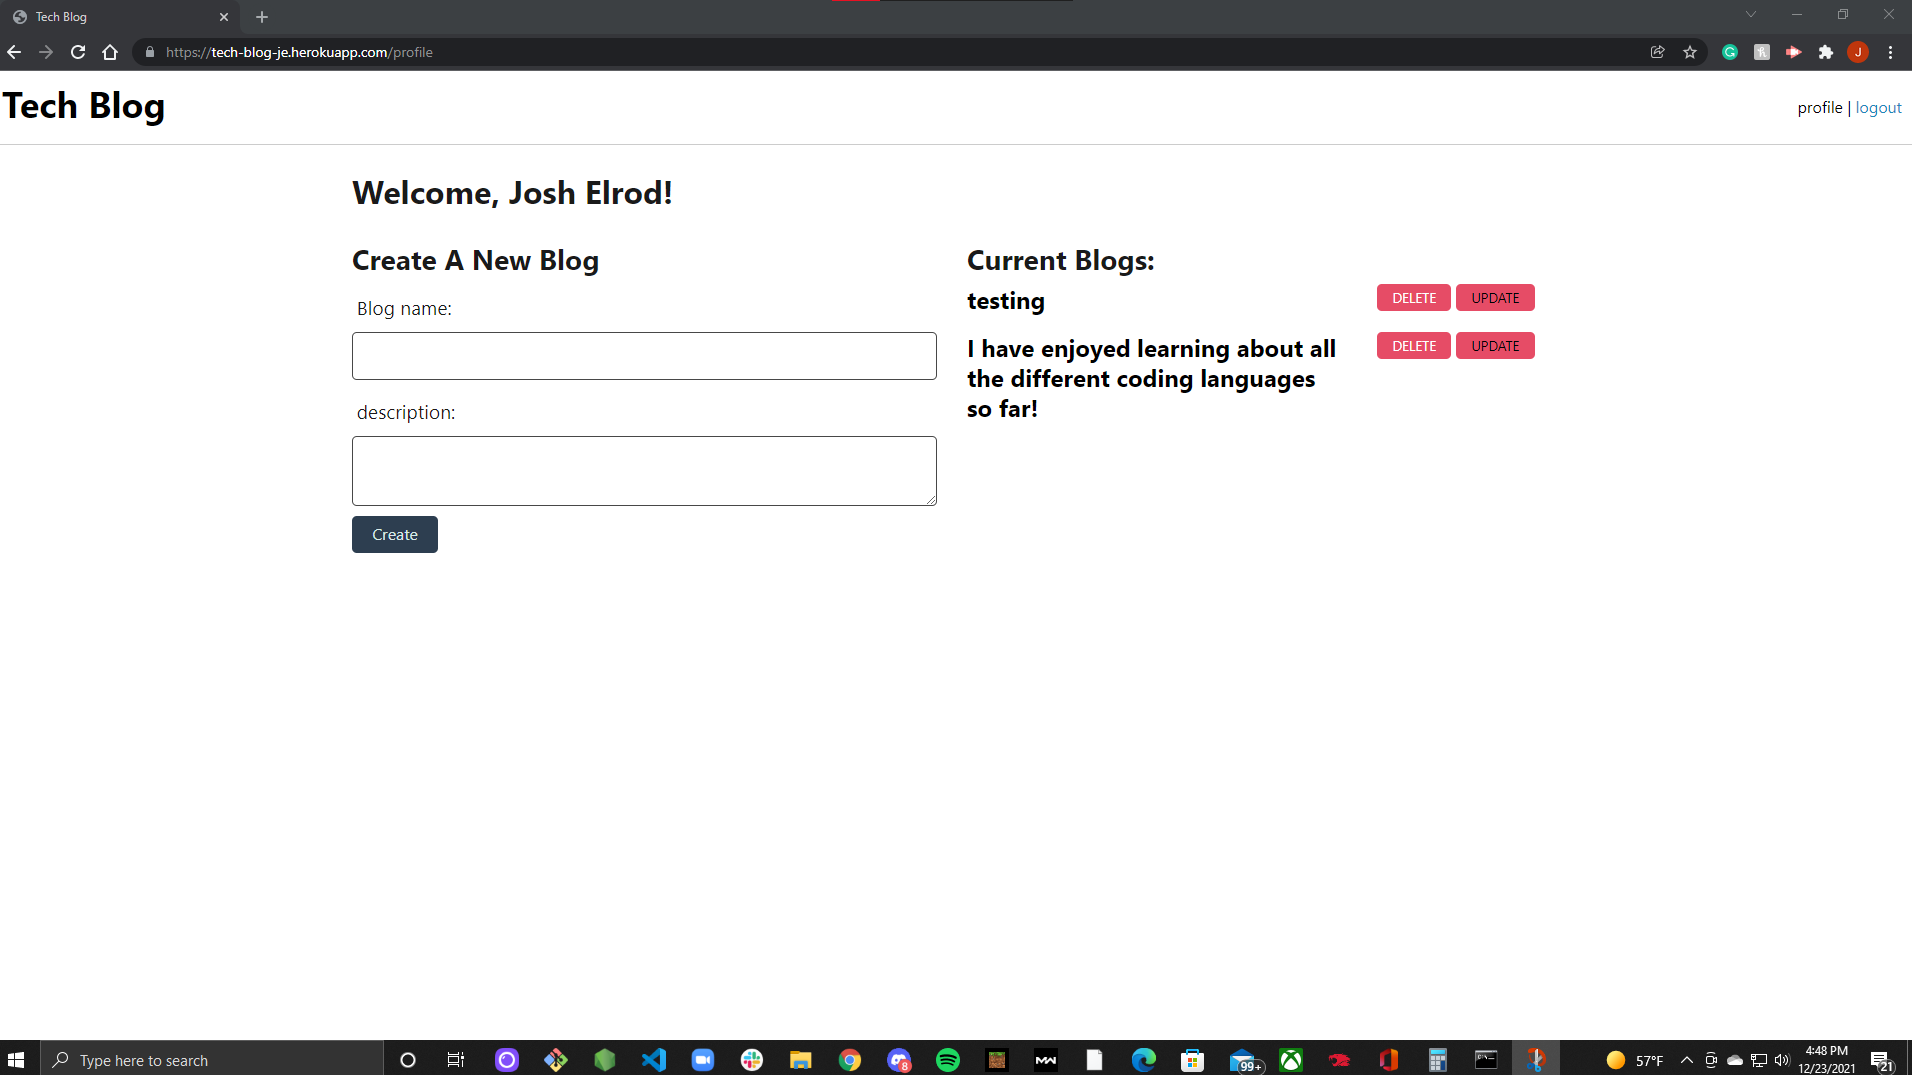 Tech Blog
https://tech-blog-je.herokuapp.com/profile
J
Tech Blog
profile | logout
Welcome, Josh Elrod!
Create A New Blog
Blog name:
description:
Create
Current Blogs:
testing
DELETE UPDATE
I have enjoyed learning about all
the different coding languages
so far!
DELETE UPDATE
Type here to search
8
MW
99+
57°F
4:48 PM
12/23/2021
21